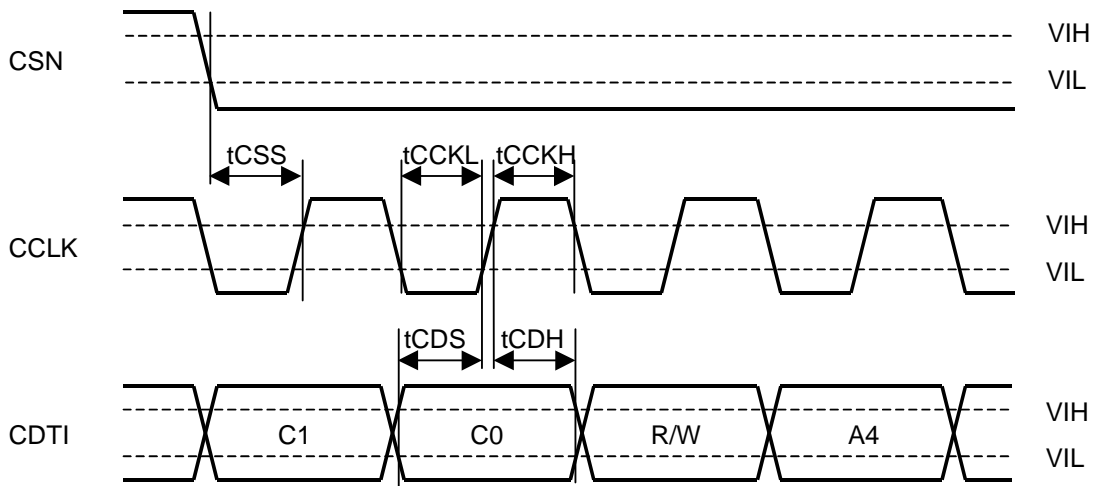 VIH
CSN
VIL
tCSS tCCKL tCCKH
VIH
CCLK
VIL
tCDS tCDH
VIH
CDTI C1 C0 R/W A4
VIL